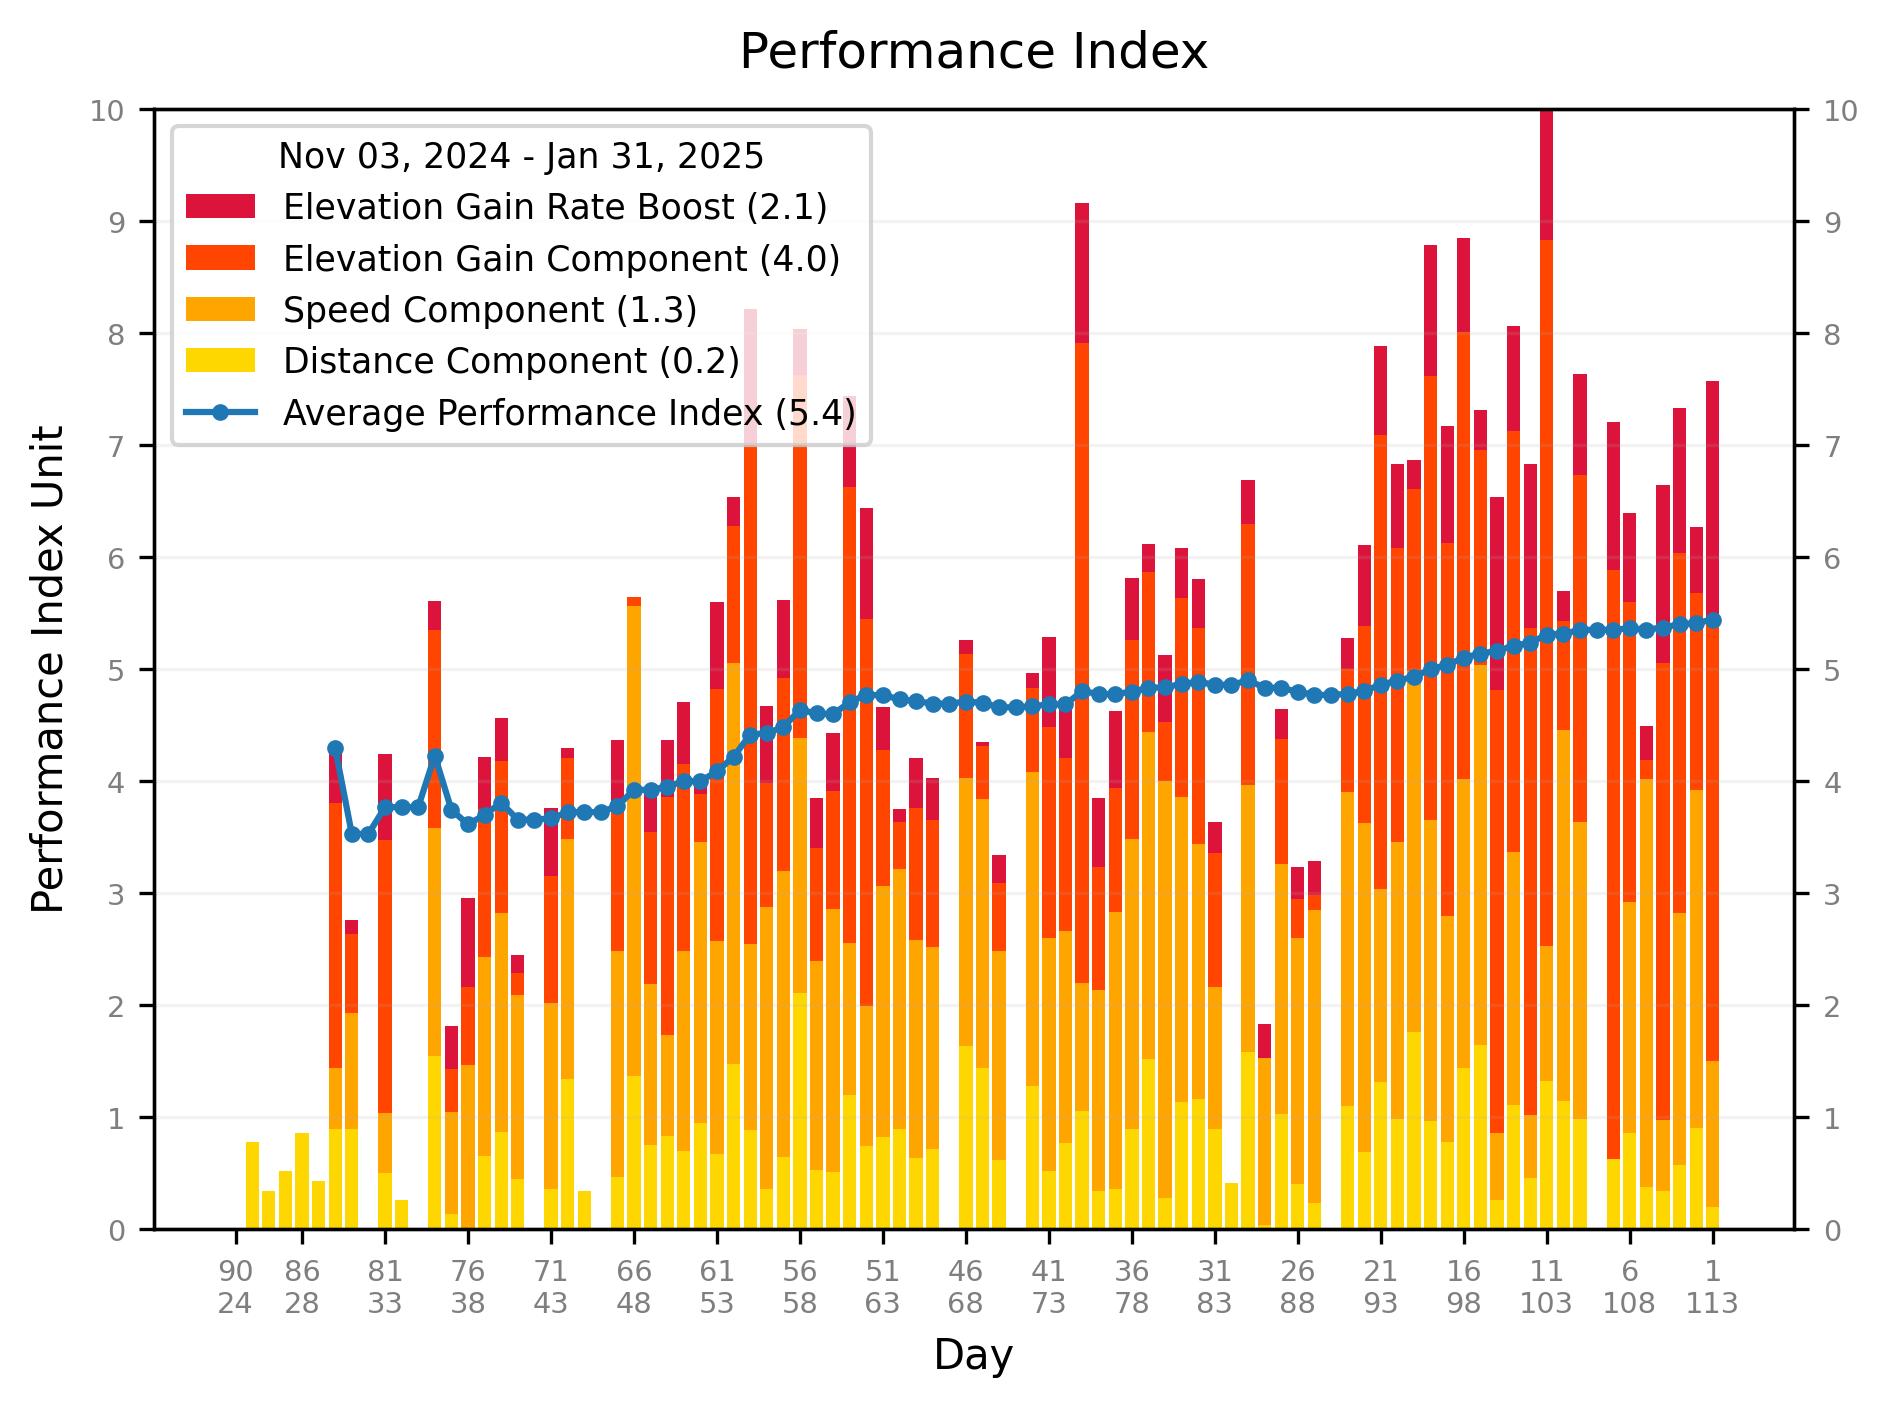 Performance Index
Nov 03, 2024 - Jan 31, 2025
Elevation Gain Rate Boost (2.1)
Elevation Gain Component (4.0)
Speed Component (1.3)
Distance Component (0.2)
Average Performance Index (5.4)
Performance Index Unit
10
9
8
7
6
5
4
3
2
1
0
10
9
8
7
6
5
4
3
2
1
0
90 86 81 76 71 66 61 56 51 46 41 36 31 26 21 16 11 6 1
24 28 33 38 43 48 53 58 63 68 73 78 83 88 93 98 103 108 113
Day